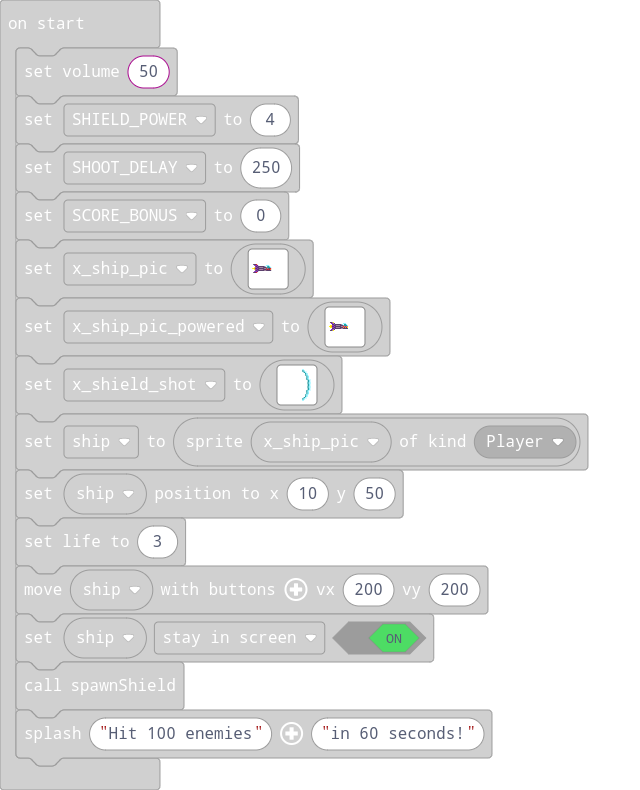 on start
set volume 50
set SHIELD_POWER to 4
set SHOOT_DELAY to 250
set SCORE_BONUS to 0
set x_ship_pic to
set x_ship_pic_powered to
set x_shield_shot to
set ship to sprite x_ship_pic of kind Player
set ship position to x 10 y 50
set life to 3
move ship with buttons vx 200 vy 200
set ship stay in screen ON
call spawnShield
splash "Hit 100 enemies" "in 60 seconds!"